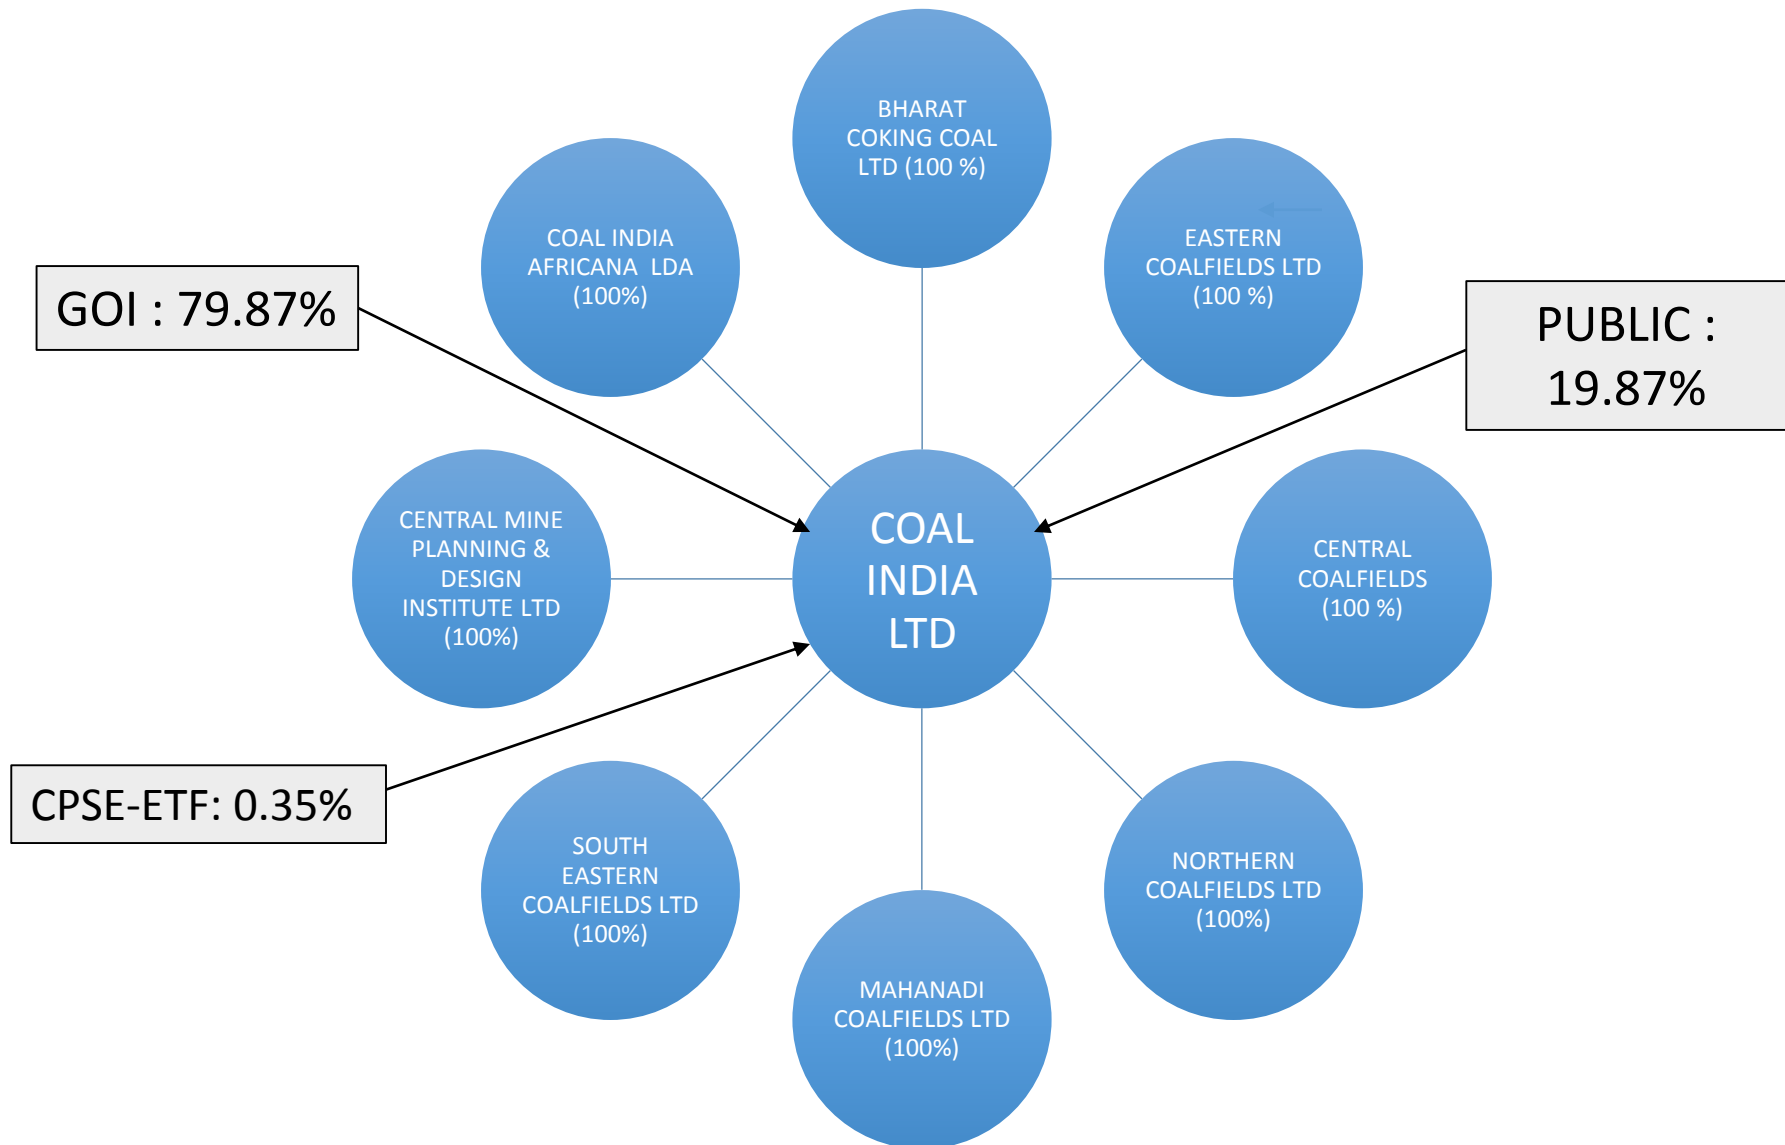 BHARAT
COKING COAL
LTD (100 %)
COAL INDIA
AFRICANA LDA
(100%)
EASTERN
COALFIELDS LTD
(100 %)
GOI : 79.87%
PUBLIC :
19.87%
CENTRAL MINE
PLANNING &
DESIGN
INSTITUTE LTD
(100%)
COAL
INDIA
LTD
CENTRAL
COALFIELDS
(100 %)
CPSE-ETF: 0.35%
SOUTH
EASTERN
COALFIELDS LTD
(100%)
NORTHERN
COALFIELDS LTD
(100%)
MAHANADI
COALFIELDS LTD
(100%)